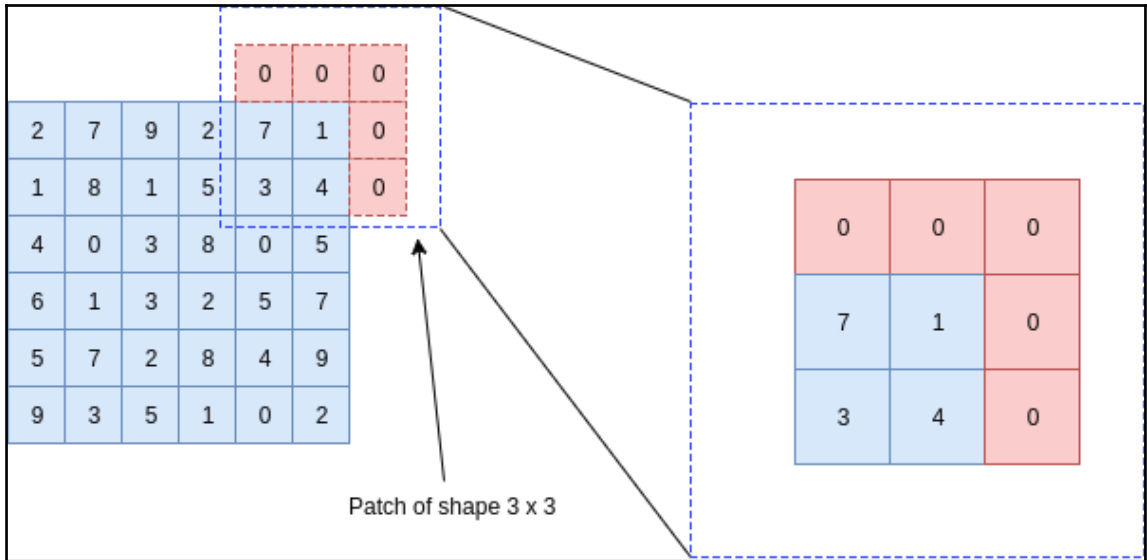 0 0 0
2 7 9 2 7 1 0
1 8 1 5 3 4 0
4 0 3 8 0 5
6 1 3 2 5 7
5 7 2 8 4 9
9 3 5 1 0 2
Patch of shape 3 x 3
0 0 0
7 1 0
3 4 0